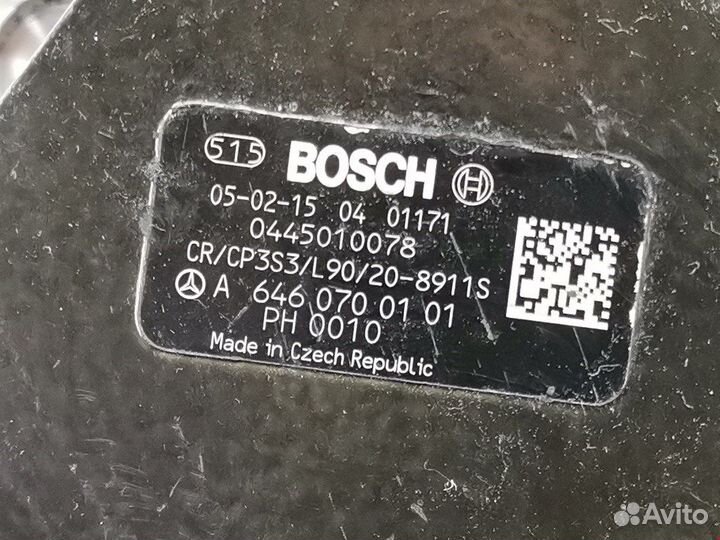 515 BOSCH
05-02-15 04 01171
0445010078
CR/CP3S3/L90/20-8911S
A 646 070 01 01
PH 0010
Made in Czech Republic
Avito